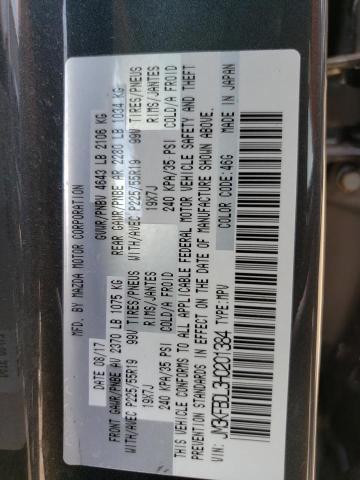 MFD. BY MAZDA MOTOR CORPORATION
DATE 08/17 GVWR/PNBV 4643 LB 2106 KG
FRONT GAWR/PNBE AV 2370 LB 1075 KG REAR GAWR/PNBE AR 2280 LB 1034 KG
WITH/AVEC P225/55R19 99V TIRES/PNEUS WITH/AVEC P225/55R19 99V TIRES/PNEUS
19X7J RIMS/JANTES 19X7J RIMS/JANTES
240 KPA/35 PSI COLD/A FROID 240 KPA/35 PSI COLD/A FROID
THIS VEHICLE CONFORMS TO ALL APPLICABLE FEDERAL MOTOR VEHICLE SAFETY AND THEFT
PREVENTION STANDARDS IN EFFECT ON THE DATE OF MANUFACTURE SHOWN ABOVE.
MADE IN JAPAN
COLOR CODE: 46G
VIN: JM3KFBDL3H0201384 TYPE: MPV